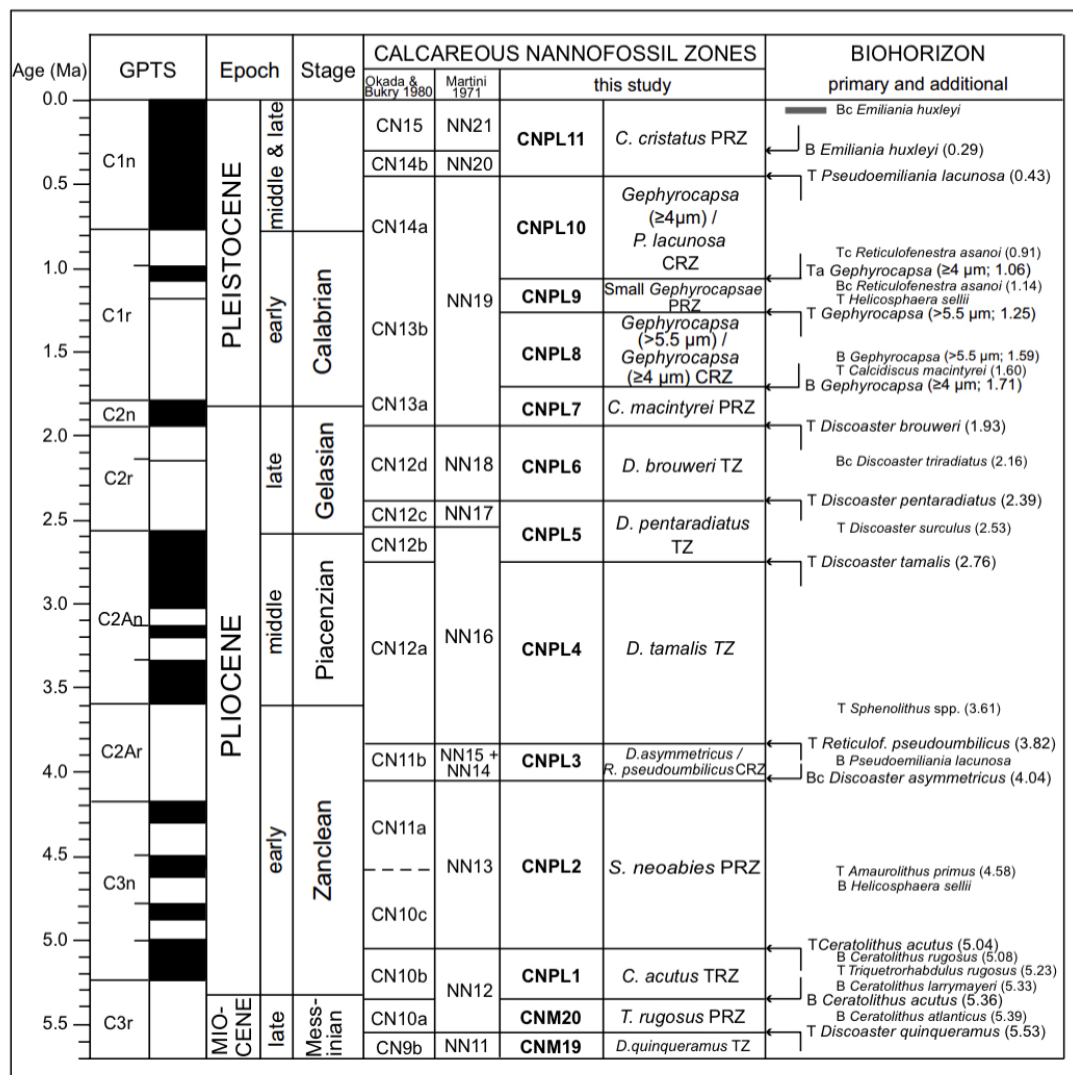 CALCAREOUS NANNOFOSSIL ZONES
BIOHORIZON
Age (Ma)
GPTS
Epoch
Stage
Okada &
Bukry 1980
Martini
1971
this study
primary and additional
0.0
0.5
1.0
1.5
2.0
2.5
3.0
3.5
4.0
4.5
5.0
5.5
C1n
C1r
C2n
C2r
C2An
C2Ar
C3n
C3r
PLEISTOCENE
PLIOCENE
MIO-
CENE
middle & late
early
late
middle
early
late
Calabrian
Gelasian
Piacenzian
Zanclean
Mess-
inian
CN15
CN14b
CN14a
CN13b
CN13a
CN12d
CN12c
CN12b
CN12a
CN11b
CN11a
CN10c
CN10b
CN10a
CN9b
NN21
NN20
NN19
NN18
NN17
NN16
NN15 +
NN14
NN13
NN12
NN11
CNPL11
CNPL10
CNPL9
CNPL8
CNPL7
CNPL6
CNPL5
CNPL4
CNPL3
CNPL2
CNPL1
CNM20
CNM19
C. cristatus PRZ
Gephyrocapsa
(≥4µm) /
P. lacunosa
CRZ
Small Gephyrocapsae
PRZ
Gephyrocapsa
(>5.5 µm) /
Gephyrocapsa
(≥4 µm) CRZ
C. macintyrei PRZ
D. brouweri TZ
D. pentaradiatus
TZ
D. tamalis TZ
D.asymmetricus /
R. pseudoumbilicus CRZ
S. neoabies PRZ
C. acutus TRZ
T. rugosus PRZ
D.quinqueramus TZ
Bc Emiliania huxleyi
B Emiliania huxleyi (0.29)
T Pseudoemiliania lacunosa (0.43)
Tc Reticulofenestra asanoi (0.91)
Ta Gephyrocapsa (≥4 µm; 1.06)
Bc Reticulofenestra asanoi (1.14)
T Helicosphaera sellii
T Gephyrocapsa (>5.5 µm; 1.25)
B Gephyrocapsa (>5.5 µm; 1.59)
T Calcidiscus macintyrei (1.60)
B Gephyrocapsa (≥4 µm; 1.71)
T Discoaster brouweri (1.93)
Bc Discoaster triradiatus (2.16)
T Discoaster pentaradiatus (2.39)
T Discoaster surculus (2.53)
T Discoaster tamalis (2.76)
T Sphenolithus spp. (3.61)
T Reticulof. pseudoumbilicus (3.82)
B Pseudoemiliania lacunosa
Bc Discoaster asymmetricus (4.04)
T Amaurolithus primus (4.58)
B Helicosphaera sellii
T Ceratolithus acutus (5.04)
B Ceratolithus rugosus (5.08)
T Triquetrorhabdulus rugosus (5.23)
B Ceratolithus larrymayeri (5.33)
B Ceratolithus acutus (5.36)
B Ceratolithus atlanticus (5.39)
T Discoaster quinqueramus (5.53)